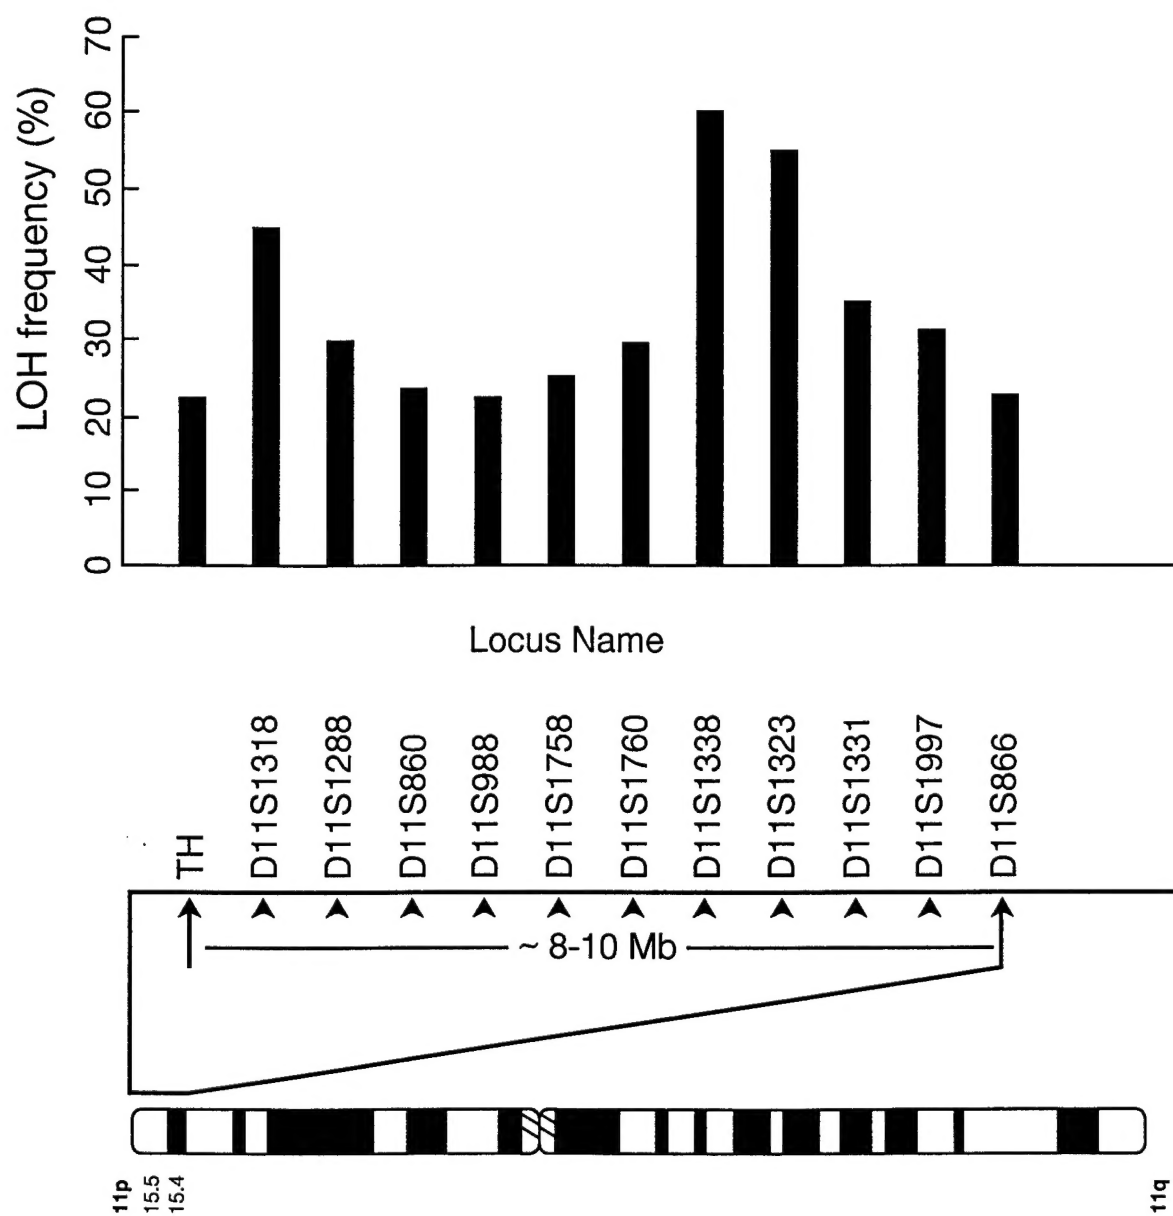 LOH frequency (%)
70
60
50
40
30
20
10
0
Locus Name
TH
D11S1318
D11S1288
D11S860
D11S988
D11S1758
D11S1760
D11S1338
D11S1323
D11S1331
D11S1997
D11S866
~ 8-10 Mb
11p
15.5
15.4
11q